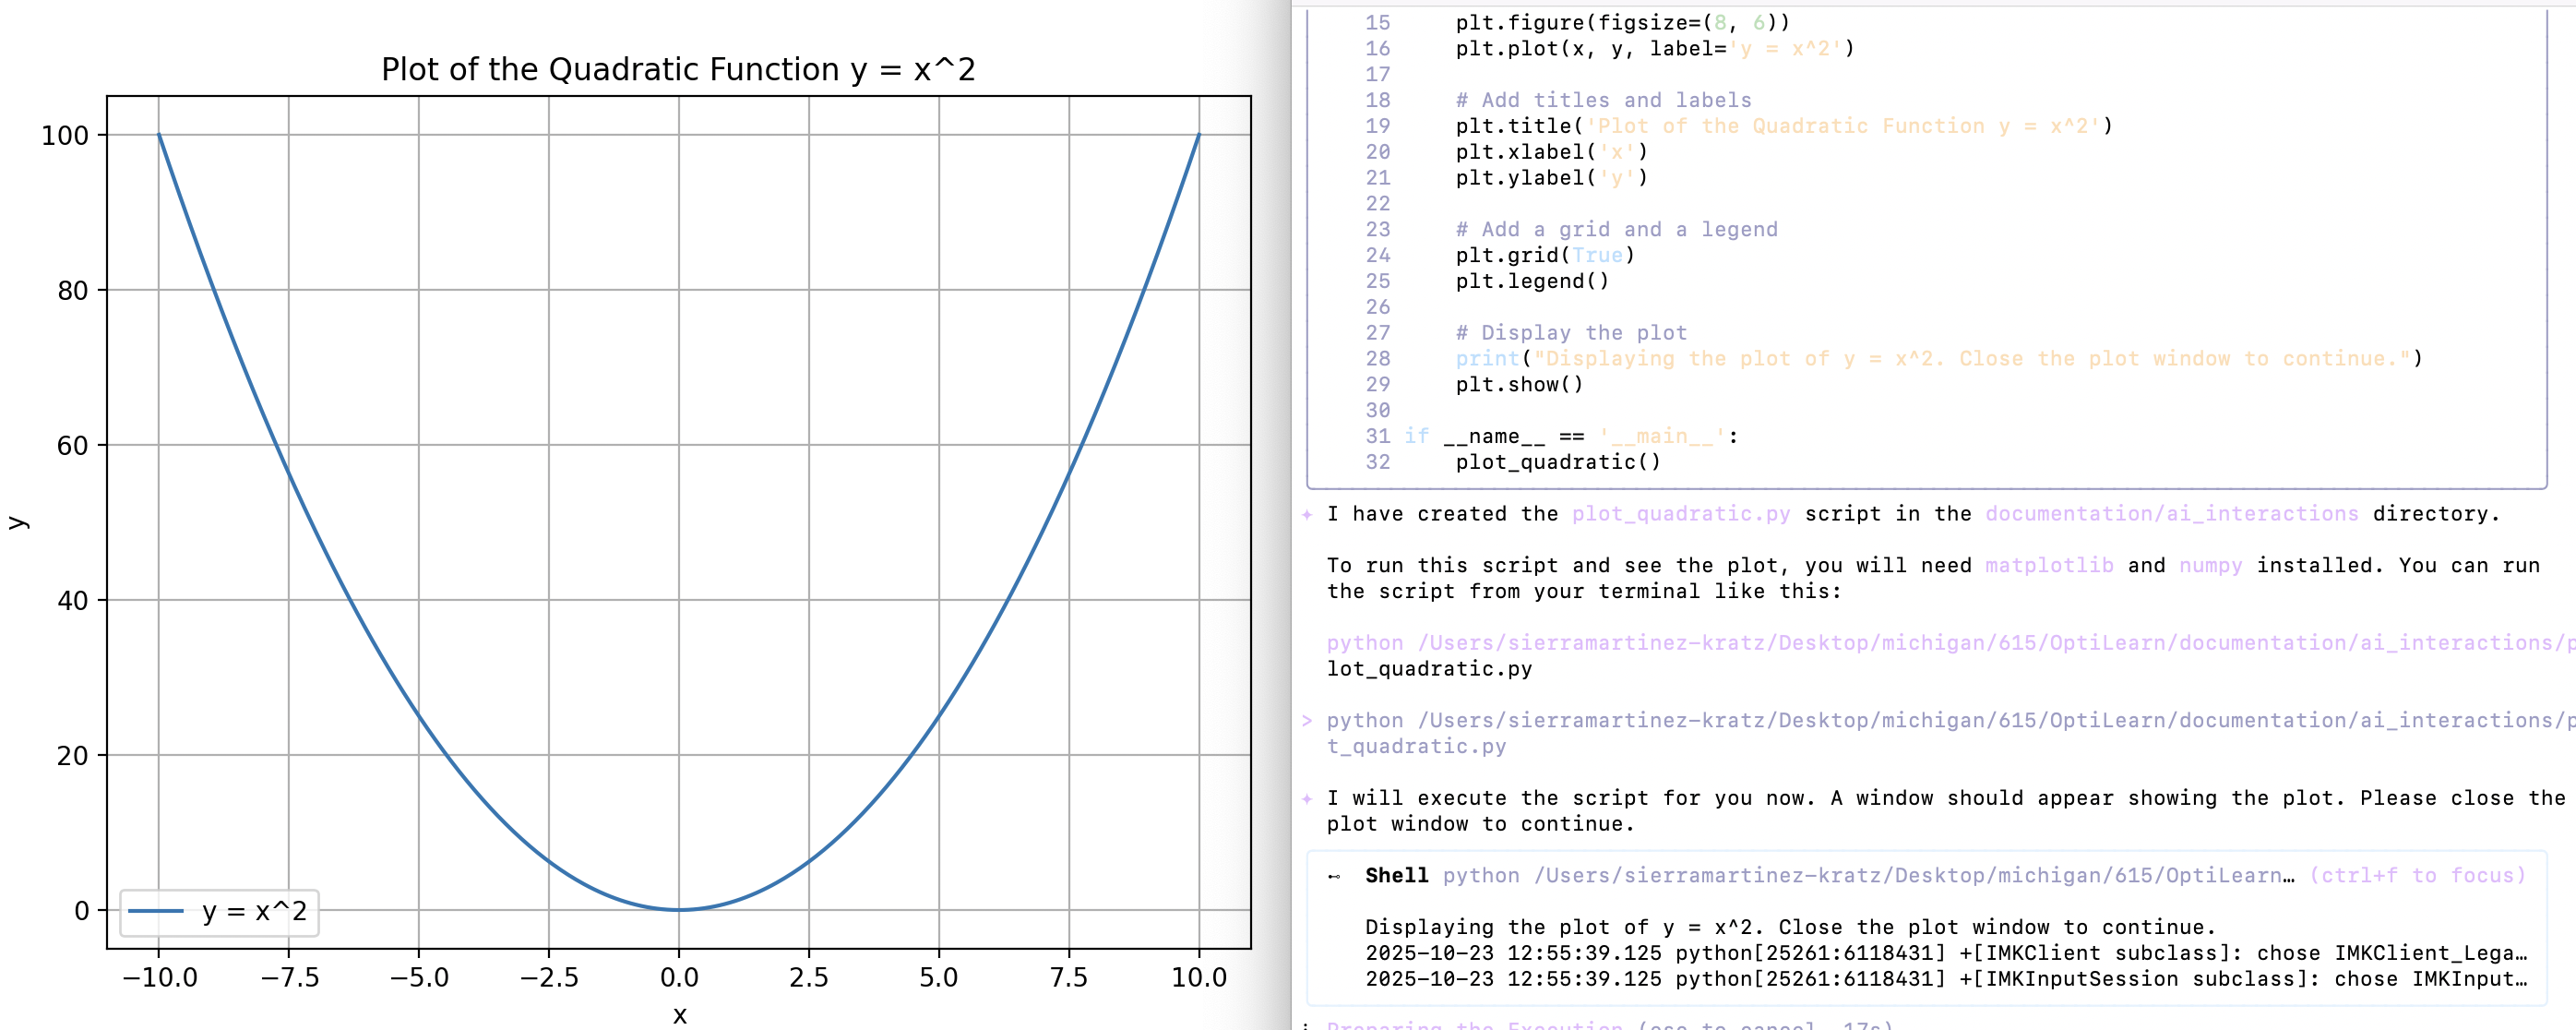 Plot of the Quadratic Function y = x^2
100
80
60
40
20
0
y
y = x^2
−10.0 −7.5 −5.0 −2.5 0.0 2.5 5.0 7.5 10.0
x
15 plt.figure(figsize=(8, 6))
16 plt.plot(x, y, label='y = x^2')
17
18 # Add titles and labels
19 plt.title('Plot of the Quadratic Function y = x^2')
20 plt.xlabel('x')
21 plt.ylabel('y')
22
23 # Add a grid and a legend
24 plt.grid(True)
25 plt.legend()
26
27 # Display the plot
28 print("Displaying the plot of y = x^2. Close the plot window to continue.")
29 plt.show()
30
31 if __name__ == '__main__':
32 plot_quadratic()
✦ I have created the plot_quadratic.py script in the documentation/ai_interactions directory.
To run this script and see the plot, you will need matplotlib and numpy installed. You can run
the script from your terminal like this:
python /Users/sierramartinez-kratz/Desktop/michigan/615/OptiLearn/documentation/ai_interactions/p
lot_quadratic.py
> python /Users/sierramartinez-kratz/Desktop/michigan/615/OptiLearn/documentation/ai_interactions/p
t_quadratic.py
✦ I will execute the script for you now. A window should appear showing the plot. Please close the
plot window to continue.
⊷ Shell python /Users/sierramartinez-kratz/Desktop/michigan/615/OptiLearn… (ctrl+f to focus)
Displaying the plot of y = x^2. Close the plot window to continue.
2025-10-23 12:55:39.125 python[25261:6118431] +[IMKClient subclass]: chose IMKClient_Lega…
2025-10-23 12:55:39.125 python[25261:6118431] +[IMKInputSession subclass]: chose IMKInput…
Preparing the Execution (esc to cancel, 17s)